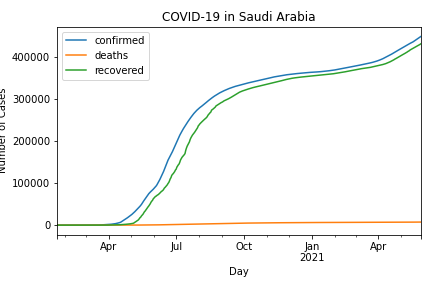 COVID-19 in Saudi Arabia
confirmed
deaths
recovered
400000
300000
200000
100000
0
Number of Cases
Apr
Jul
Oct
Jan
2021
Apr
Day